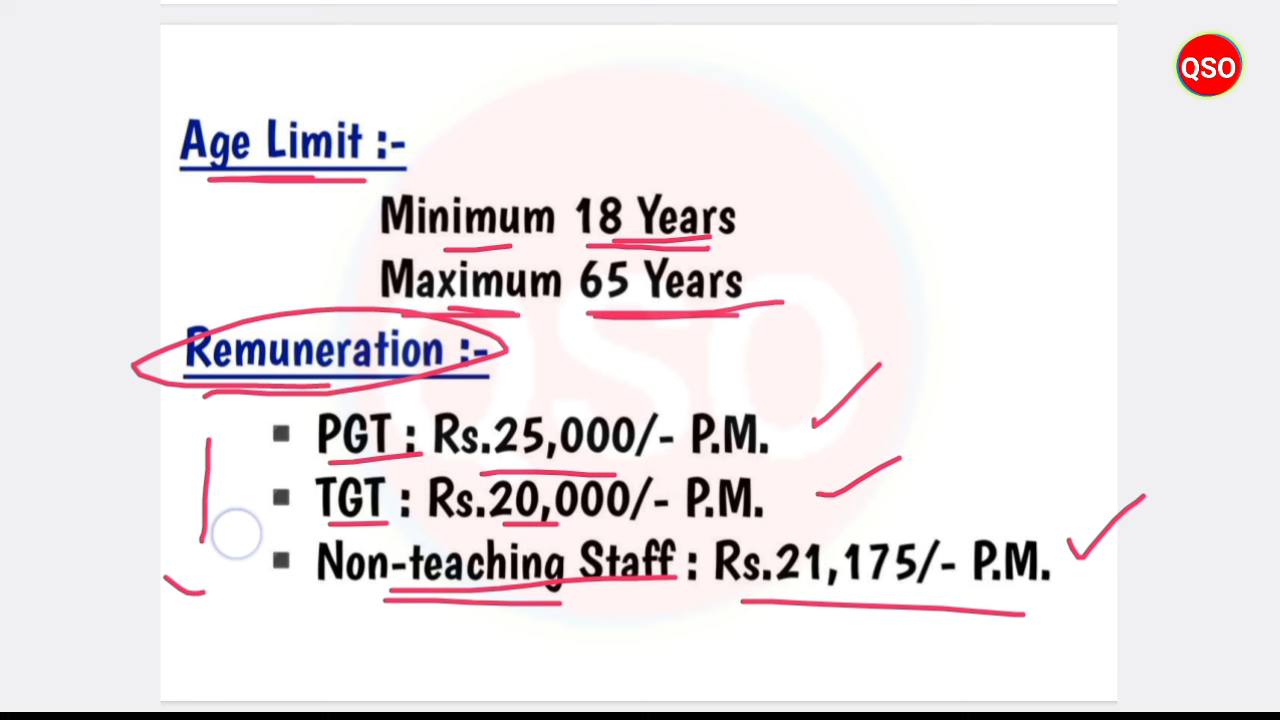 QSO
Age Limit :-
Minimum 18 Years
Maximum 65 Years
Remuneration :-
▪ PGT : Rs.25,000/- P.M.
▪ TGT : Rs.20,000/- P.M.
▪ Non-teaching Staff : Rs.21,175/- P.M.
QSO